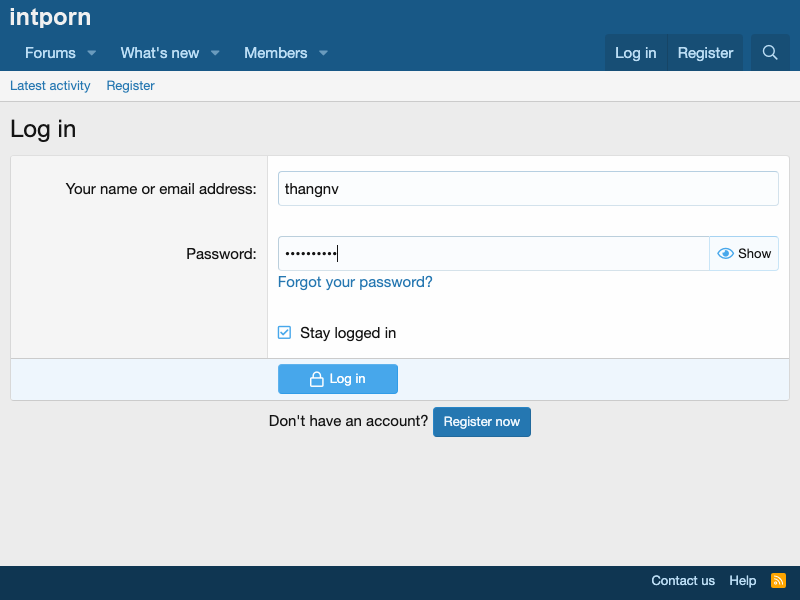 intporn
Forums What's new Members Log in Register
Latest activity Register
Log in
Your name or email address: thangnv
Password: •••••••••• Show
Forgot your password?
Stay logged in
Log in
Don't have an account? Register now
Contact us Help